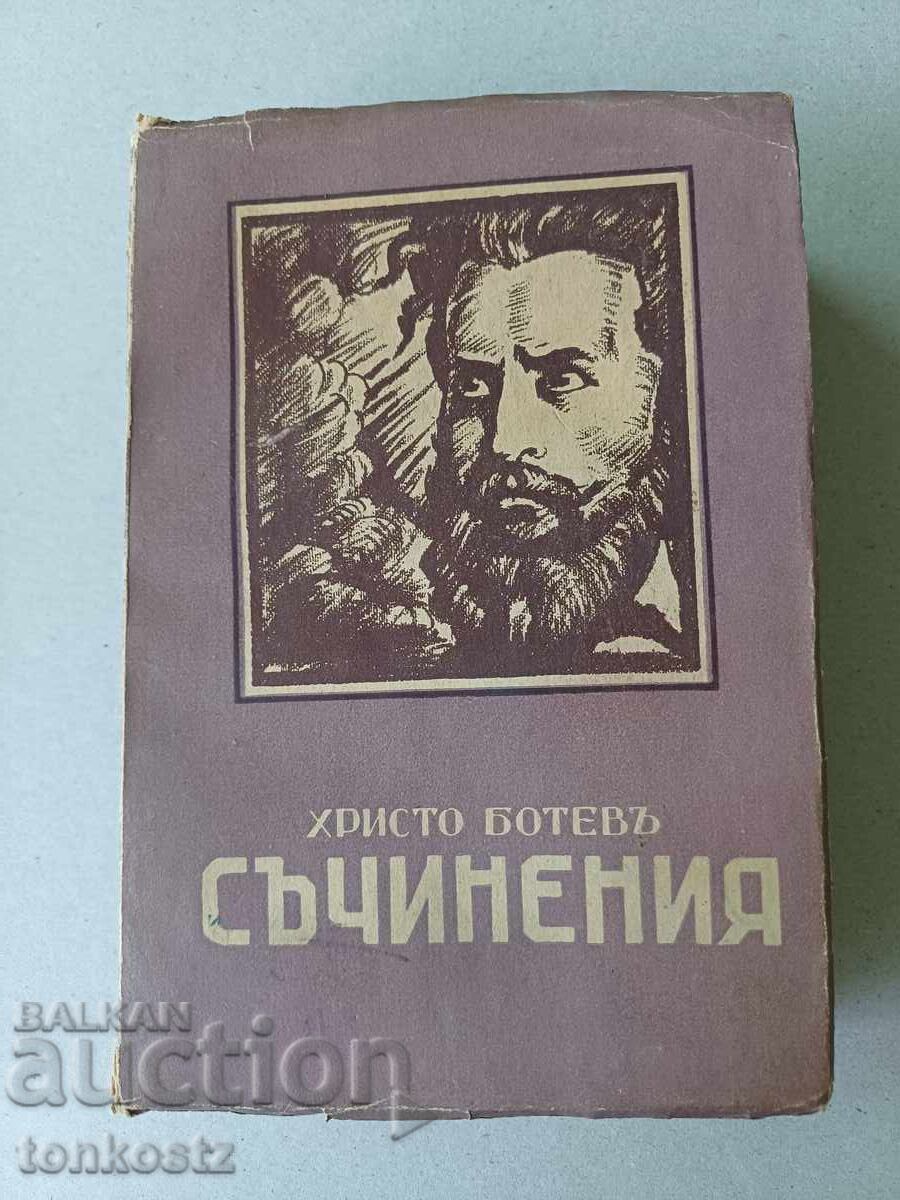 ХРИСТО БОТЕВЪ
СЪЧИНЕНИЯ
BALKAN
auction
tonkostz